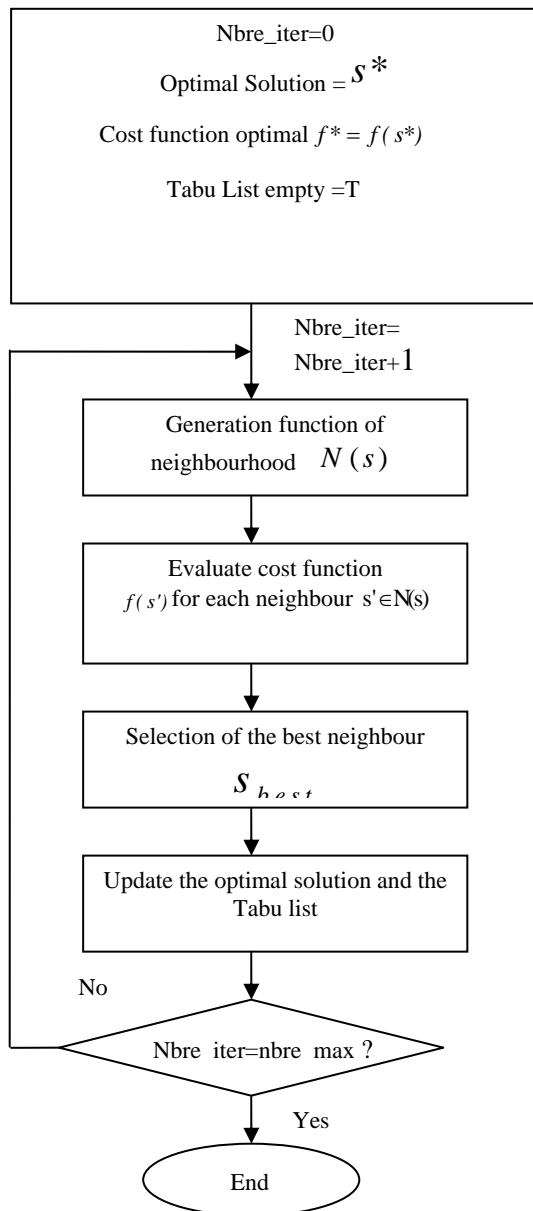 Nbre_iter=0
Optimal Solution = s*
Cost function optimal f* = f(s*)
Tabu List empty =T
Nbre_iter=
Nbre_iter+1
Generation function of
neighbourhood N(s)
Evaluate cost function
f(s') for each neighbour s'∈N(s)
Selection of the best neighbour
s best
Update the optimal solution and the
Tabu list
No
Nbre iter=nbre max ?
Yes
End